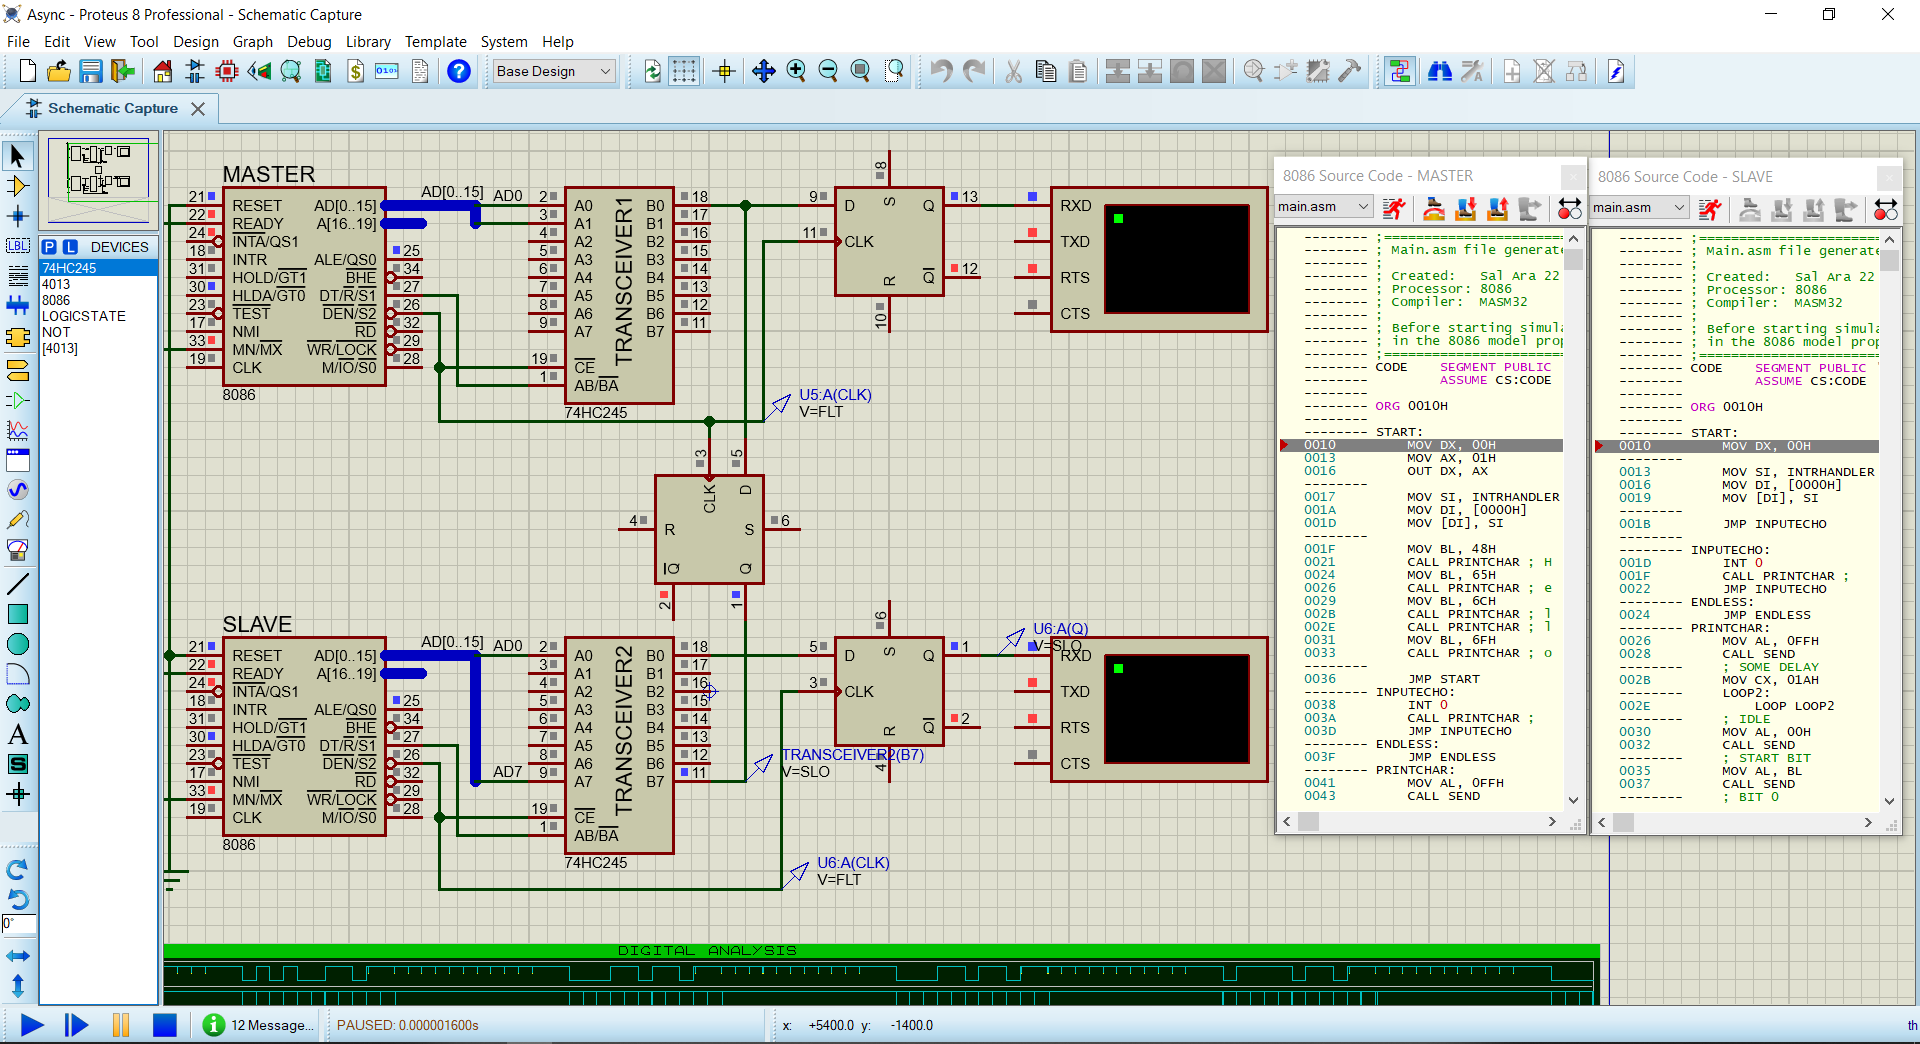 Async - Proteus 8 Professional - Schematic Capture
File Edit View Tool Design Graph Debug Library Template System Help
Base Design
Schematic Capture
P L DEVICES
74HC245
4013
8086
LOGICSTATE
NOT
[4013]
MASTER
21 RESET AD[0..15]
22 READY A[16..19]
24 INTA/QS1
18 INTR ALE/QS0 25
31 HOLD/GT1 BHE 34
30 HLDA/GT0 DT/R/S1 27
23 TEST DEN/S2 26
17 NMI RD 32
33 MN/MX WR/LOCK 29
19 CLK M/IO/S0 28
8086
AD[0..15] AD0
2 A0 B0 18
3 A1 B1 17
4 A2 B2 16
5 A3 B3 15
6 A4 B4 14
7 A5 B5 13
8 A6 B6 12
9 A7 B7 11
19 CE
1 AB/BA
TRANSCEIVER1
74HC245
8
9 D S Q 13
11 CLK
R Q 12
10
RXD
TXD
RTS
CTS
U5:A(CLK)
V=FLT
3 5
CLK D
4 R S 6
Q Q
2 1
SLAVE
21 RESET AD[0..15]
22 READY A[16..19]
24 INTA/QS1
18 INTR ALE/QS0 25
31 HOLD/GT1 BHE 34
30 HLDA/GT0 DT/R/S1 27
23 TEST DEN/S2 26
17 NMI RD 32
33 MN/MX WR/LOCK 29
19 CLK M/IO/S0 28
8086
AD[0..15] AD0
AD7
2 A0 B0 18
3 A1 B1 17
4 A2 B2 16
5 A3 B3 15
6 A4 B4 14
7 A5 B5 13
8 A6 B6 12
9 A7 B7 11
19 CE
1 AB/BA
TRANSCEIVER2
74HC245
6
5 D S Q 1
3 CLK
R Q 2
4
U6:A(Q)
V=SLO
RXD
TXD
RTS
CTS
TRANSCEIVER2(B7)
V=SLO
U6:A(CLK)
V=FLT
8086 Source Code - MASTER
main.asm
-------- ;=======================
-------- ; Main.asm file generate
--------
-------- ; Created: Sal Ara 22
-------- ; Processor: 8086
-------- ; Compiler: MASM32
--------
-------- ; Before starting simula
-------- ; in the 8086 model prop
-------- ;=======================
-------- CODE SEGMENT PUBLIC
-------- ASSUME CS:CODE
--------
-------- ORG 0010H
--------
-------- START:
0010 MOV DX, 00H
0013 MOV AX, 01H
0016 OUT DX, AX
--------
0017 MOV SI, INTRHANDLER
001A MOV DI, [0000H]
001D MOV [DI], SI
--------
001F MOV BL, 48H
0021 CALL PRINTCHAR ; H
0024 MOV BL, 65H
0026 CALL PRINTCHAR ; e
0029 MOV BL, 6CH
002B CALL PRINTCHAR ; l
002E CALL PRINTCHAR ; l
0031 MOV BL, 6FH
0033 CALL PRINTCHAR ; o
--------
0036 JMP START
-------- INPUTECHO:
0038 INT 0
003A CALL PRINTCHAR ;
003D JMP INPUTECHO
-------- ENDLESS:
003F JMP ENDLESS
-------- PRINTCHAR:
0041 MOV AL, 0FFH
0043 CALL SEND
8086 Source Code - SLAVE
main.asm
-------- ;=======================
-------- ; Main.asm file generate
--------
-------- ; Created: Sal Ara 22
-------- ; Processor: 8086
-------- ; Compiler: MASM32
--------
-------- ; Before starting simula
-------- ; in the 8086 model prop
-------- ;=======================
-------- CODE SEGMENT PUBLIC
-------- ASSUME CS:CODE
--------
-------- ORG 0010H
--------
-------- START:
0010 MOV DX, 00H
--------
0013 MOV SI, INTRHANDLER
0016 MOV DI, [0000H]
0019 MOV [DI], SI
--------
001B JMP INPUTECHO
--------
-------- INPUTECHO:
001D INT 0
001F CALL PRINTCHAR ;
0022 JMP INPUTECHO
-------- ENDLESS:
0024 JMP ENDLESS
-------- PRINTCHAR:
0026 MOV AL, 0FFH
0028 CALL SEND
-------- ; SOME DELAY
002B MOV CX, 01AH
-------- LOOP2:
002E LOOP LOOP2
-------- ; IDLE
0030 MOV AL, 00H
0032 CALL SEND
-------- ; START BIT
0035 MOV AL, BL
0037 CALL SEND
-------- ; BIT 0
0°
DIGITAL ANALYSIS
12 Message... PAUSED: 0.000001600s x: +5400.0 y: -1400.0 th